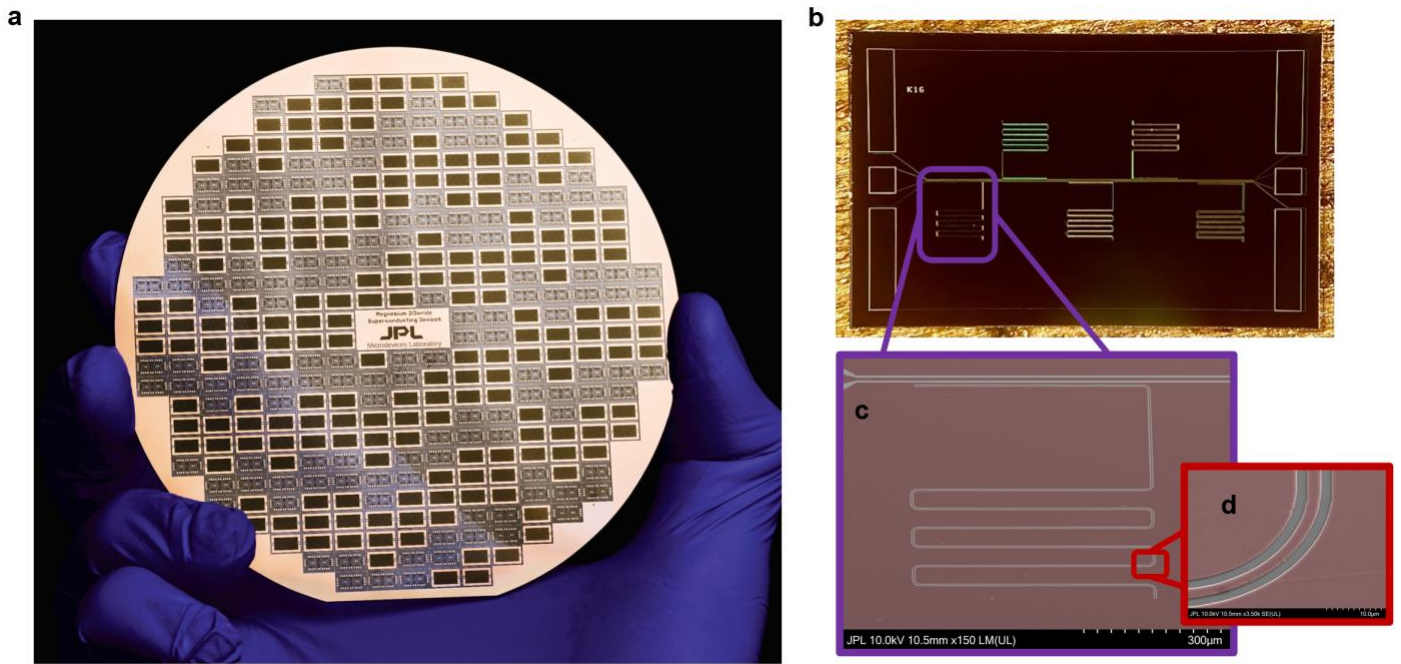 a
Magnesium Diboride
Superconducting Devices
JPL
Microdevices Laboratory
b
K16
c
JPL 10.0kV 10.5mm x150 LM(UL)
300µm
d
JPL 10.0kV 10.5mm x3.50k SE(UL)
10.0µm